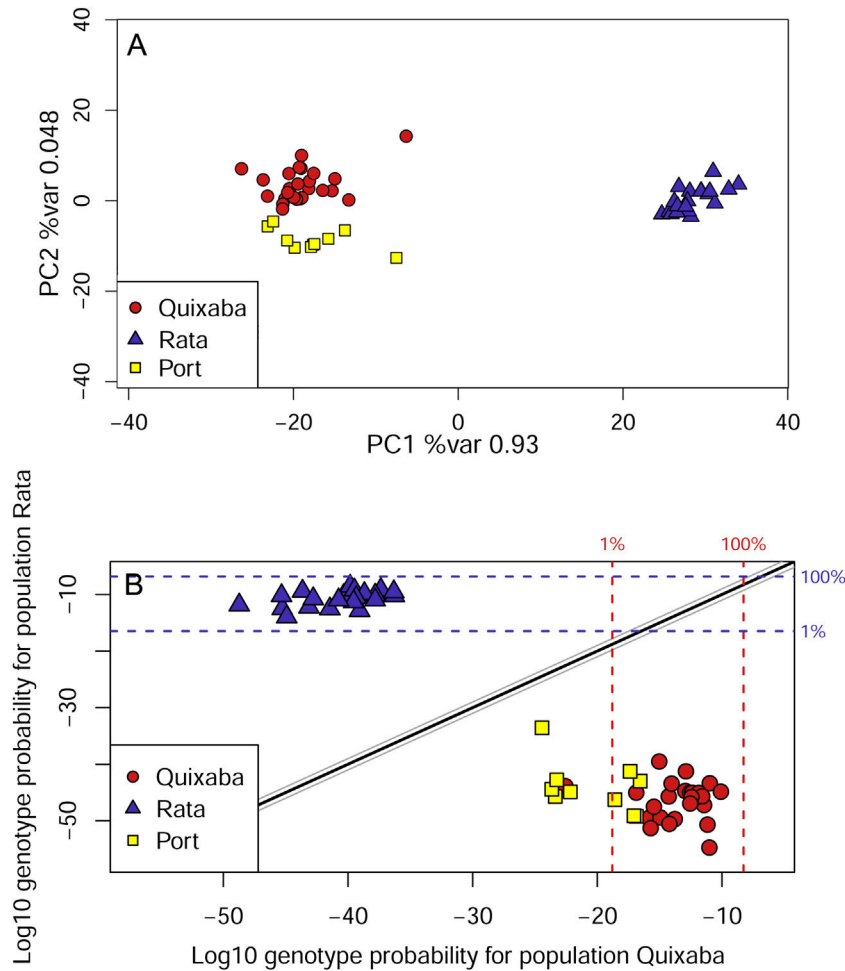 A
40
20
0
−20
−40
PC2 %var 0.048
Quixaba
Rata
Port
−40
−20
0
20
40
PC1 %var 0.93
Log10 genotype probability for population Rata
B
1%
100%
100%
1%
−10
−30
−50
Quixaba
Rata
Port
−50
−40
−30
−20
−10
Log10 genotype probability for population Quixaba